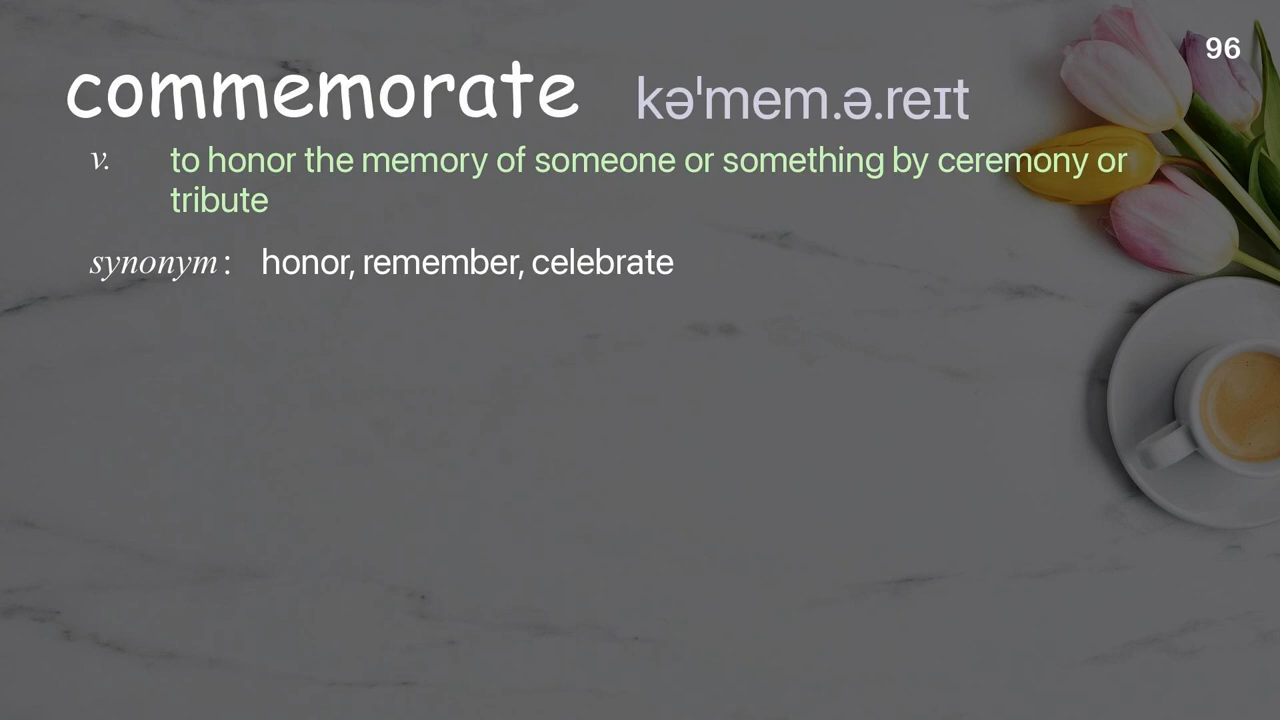 96
commemorate kəˈmem.ə.reɪt
v. to honor the memory of someone or something by ceremony or
tribute
synonym : honor, remember, celebrate